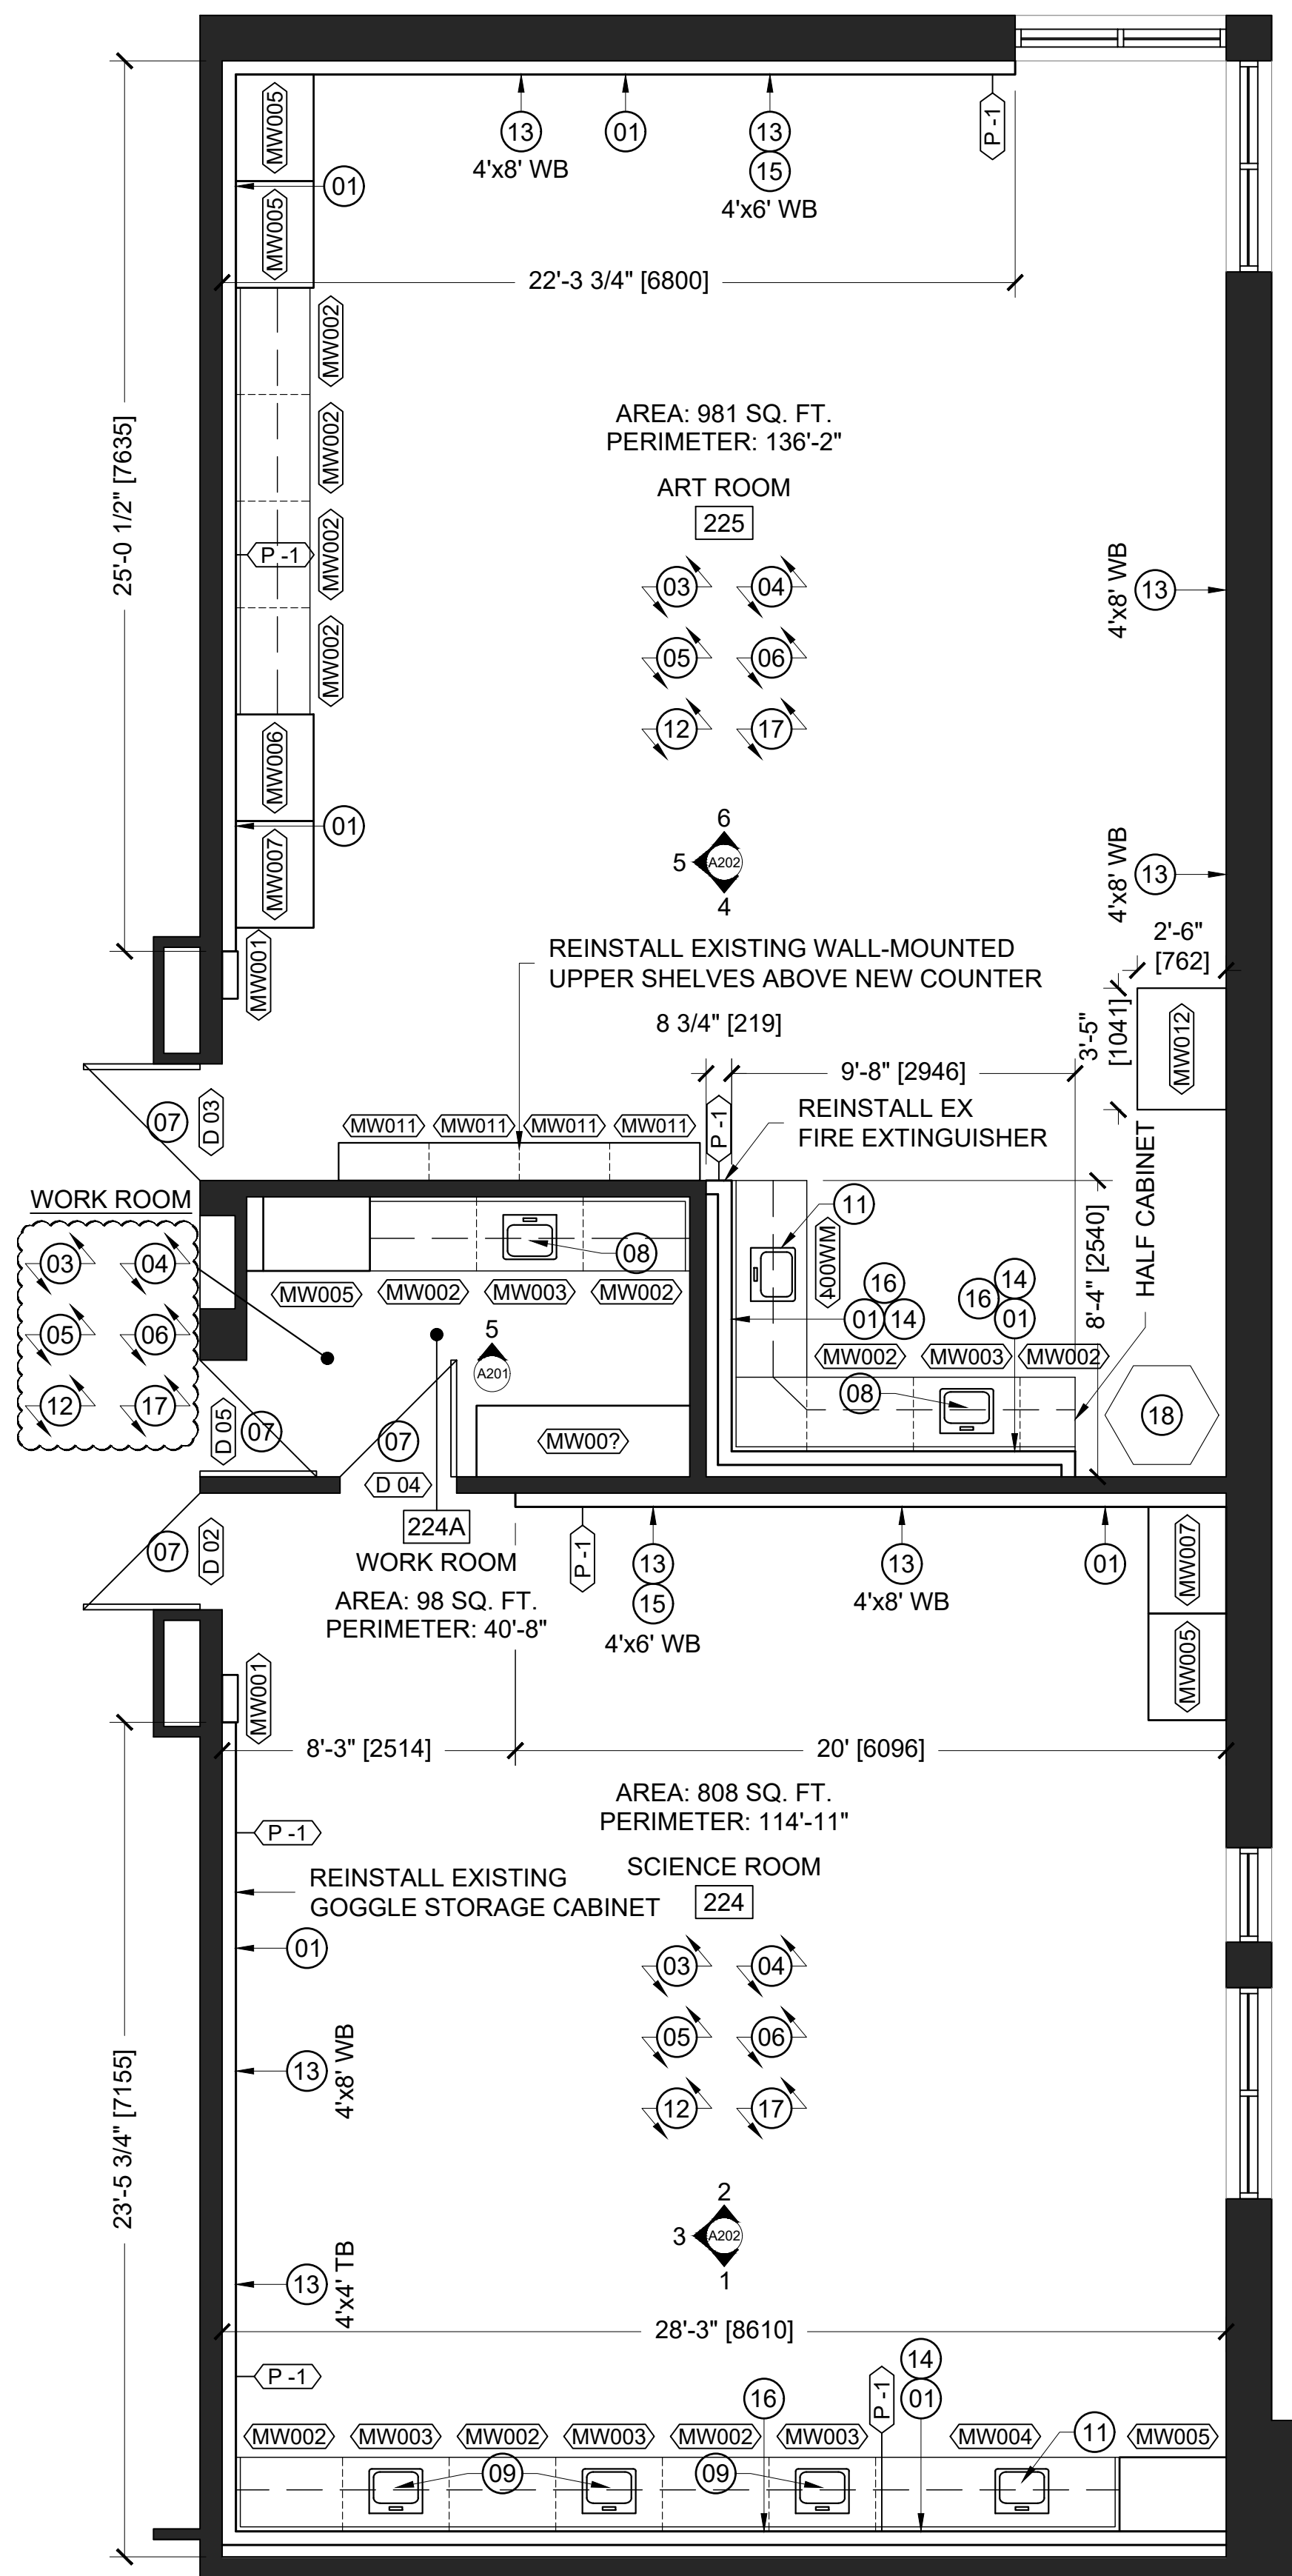 MW005
MW005
13
4'x8' WB
01
13
15
4'x6' WB
P -1
01
22'-3 3/4" [6800]
MW002
MW002
MW002
MW002
P -1
25'-0 1/2" [7635]
AREA: 981 SQ. FT.
PERIMETER: 136'-2"
ART ROOM
225
03
04
05
06
12
17
4'x8' WB
13
MW006
MW007
01
MW001
6
5
A202
4
4'x8' WB
13
2'-6"
[762]
3'-5"
[1041]
MW012
REINSTALL EXISTING WALL-MOUNTED
UPPER SHELVES ABOVE NEW COUNTER
8 3/4" [219]
9'-8" [2946]
REINSTALL EX
FIRE EXTINGUISHER
P -1
07
D 03
MW011
MW011
MW011
MW011
HALF CABINET
8'-4" [2540]
WORK ROOM
03
04
05
06
12
17
08
MW005
MW002
MW003
MW002
5
A201
11
16
01
14
16
14
01
MW002
MW003
MW002
08
18
D 05
07
07
D 04
MW00?
224A
WORK ROOM
AREA: 98 SQ. FT.
PERIMETER: 40'-8"
07
D 02
P -1
13
15
4'x6' WB
13
4'x8' WB
01
MW007
MW005
MW001
8'-3" [2514]
20' [6096]
AREA: 808 SQ. FT.
PERIMETER: 114'-11"
P -1
REINSTALL EXISTING
GOGGLE STORAGE CABINET
SCIENCE ROOM
224
01
03
04
05
06
12
17
13
4'x8' WB
23'-5 3/4" [7155]
2
3
A202
1
13
4'x4' TB
28'-3" [8610]
P -1
16
P -1
14
01
MW002
MW003
MW002
MW003
MW002
MW003
MW004
11
MW005
09
09